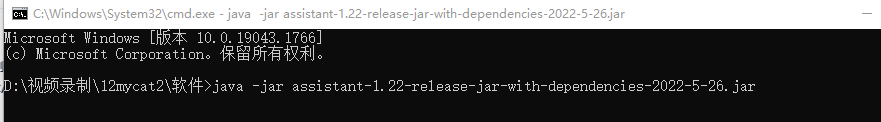 C:\Windows\System32\cmd.exe - java -jar assistant-1.22-release-jar-with-dependencies-2022-5-26.jar
Microsoft Windows [版本 10.0.19043.1766]
(c) Microsoft Corporation。保留所有权利。
D:\视频录制\12mycat2\软件>java -jar assistant-1.22-release-jar-with-dependencies-2022-5-26.jar